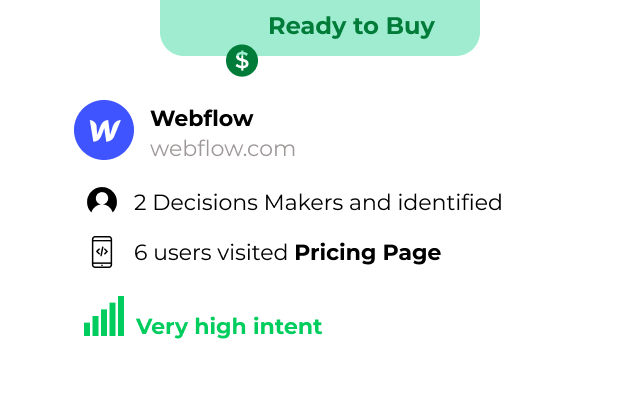 Ready to Buy
$
W
Webflow
webflow.com
2 Decisions Makers and identified
</>
6 users visited Pricing Page
Very high intent